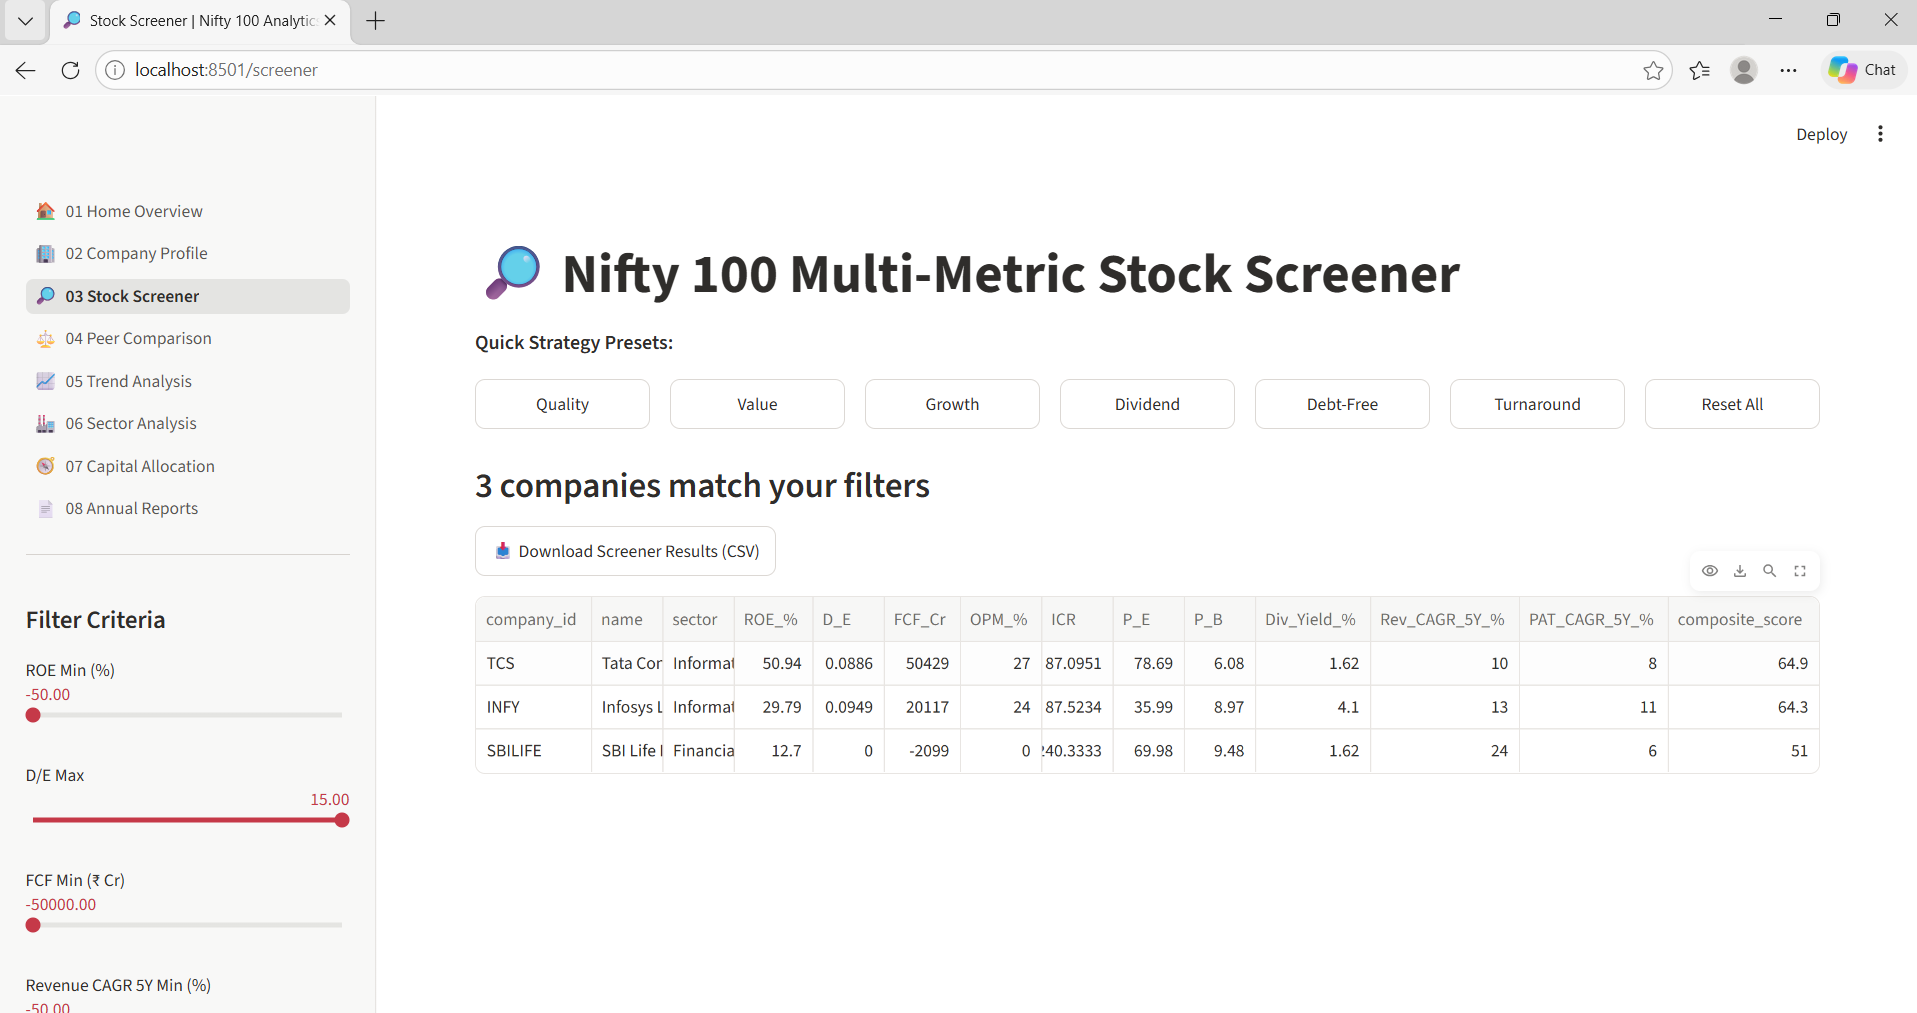 Stock Screener | Nifty 100 Analytic
localhost:8501/screener
Chat
Deploy
01 Home Overview
02 Company Profile
03 Stock Screener
04 Peer Comparison
05 Trend Analysis
06 Sector Analysis
07 Capital Allocation
08 Annual Reports
Filter Criteria
ROE Min (%)
-50.00
D/E Max
15.00
FCF Min (₹ Cr)
-50000.00
Revenue CAGR 5Y Min (%)
-50.00
Nifty 100 Multi-Metric Stock Screener
Quick Strategy Presets:
Quality Value Growth Dividend Debt-Free Turnaround Reset All
3 companies match your filters
Download Screener Results (CSV)
company_id name sector ROE_% D_E FCF_Cr OPM_% ICR P_E P_B Div_Yield_% Rev_CAGR_5Y_% PAT_CAGR_5Y_% composite_score
TCS Tata Cor Informat 50.94 0.0886 50429 27 87.0951 78.69 6.08 1.62 10 8 64.9
INFY Infosys L Informat 29.79 0.0949 20117 24 87.5234 35.99 8.97 4.1 13 11 64.3
SBILIFE SBI Life Financia 12.7 0 -2099 0 240.3333 69.98 9.48 1.62 24 6 51